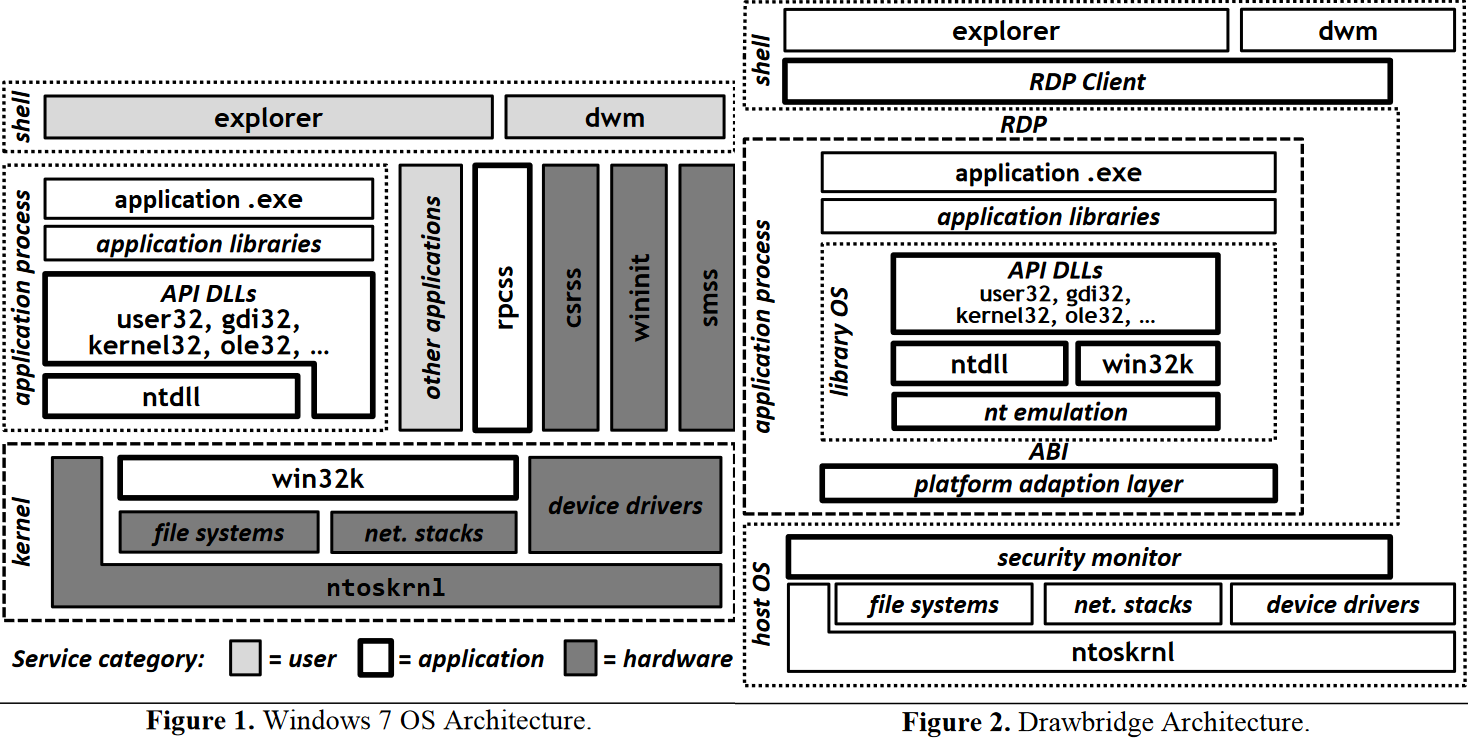 shell
explorer
dwm
application process
application .exe
application libraries
API DLLs
user32, gdi32,
kernel32, ole32, ...
ntdll
other applications
rpcss
csrss
wininit
smss
kernel
win32k
device drivers
file systems
net. stacks
ntoskrnl
Service category: = user = application = hardware
Figure 1. Windows 7 OS Architecture.
shell
explorer
dwm
RDP Client
RDP
application process
application .exe
application libraries
library OS
API DLLs
user32, gdi32,
kernel32, ole32, ...
ntdll
win32k
nt emulation
ABI
platform adaption layer
host OS
security monitor
file systems
net. stacks
device drivers
ntoskrnl
Figure 2. Drawbridge Architecture.